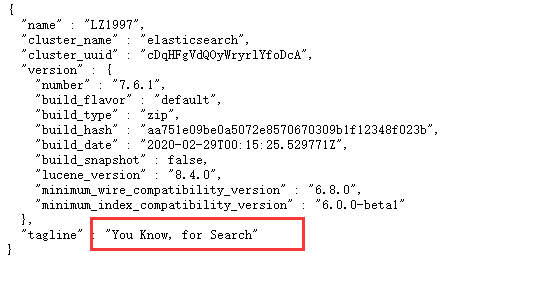 {
  "name" : "LZ1997",
  "cluster_name" : "elasticsearch",
  "cluster_uuid" : "cDqHFgVdQOyWryrlYfoDcA",
  "version" : {
    "number" : "7.6.1",
    "build_flavor" : "default",
    "build_type" : "zip",
    "build_hash" : "aa751e09be0a5072e8570670309b1f12348f023b",
    "build_date" : "2020-02-29T00:15:25.529771Z",
    "build_snapshot" : false,
    "lucene_version" : "8.4.0",
    "minimum_wire_compatibility_version" : "6.8.0",
    "minimum_index_compatibility_version" : "6.0.0-beta1"
  },
  "tagline" : "You Know, for Search"
}